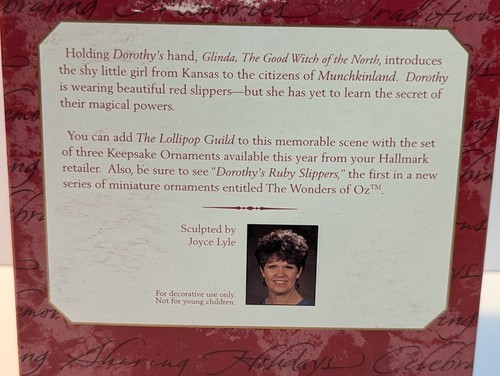 brating Memories Tradition
Holding Dorothy's hand, Glinda, The Good Witch of the North, introduces
the shy little girl from Kansas to the citizens of Munchkinland. Dorothy
is wearing beautiful red slippers—but she has yet to learn the secret of
their magical powers.
You can add The Lollipop Guild to this memorable scene with the set
of three Keepsake Ornaments available this year from your Hallmark
retailer. Also, be sure to see "Dorothy's Ruby Slippers," the first in a new
series of miniature ornaments entitled The Wonders of Oz™.
Sculpted by
Joyce Lyle
For decorative use only.
Not for young children.
ng Sharing Holidays Celebr